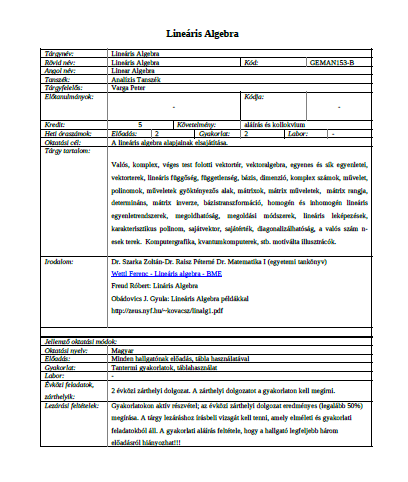 Lineáris Algebra
Tárgynév: Lineáris Algebra
Rövid név: Lineáris Algebra Kód: GEMAN153-B
Angol név: Linear Algebra
Tanszék: Analízis Tanszék
Tárgyfelelős: Varga Peter
Előtanulmányok: - Kódja: -
Kredit: 5 Követelmény: aláírás és kollokvium
Heti óraszámok: Előadás: 2 Gyakorlat: 2 Labor: -
Oktatási cél: A lineáris algebra alapjainak elsajátítása.
Tárgy tartalom:
Valós, komplex, véges test folotti vektortér, vektoralgebra, egyenes és sík egyenletei,
vektorterek, lineáris függőség, függetlenség, bázis, dimenzió, komplex számok, művelet,
polinomok, műveletek gyöktényezős alak, mátrixok, mátrix műveletek, mátrix rangja,
determináns, mátrix inverze, bázistranszformáció, homogén és inhomogén lineáris
egyenletrendszerek, megoldhatóság, megoldási módszerek, lineáris leképezések,
karakterisztikus polinom, sajátvektor, sajátérték, diagonalizálhatóság, a valós szám n-
esek terek. Komputergrafika, kvantumkomputerek, stb. motiválta illusztrációk.
Irodalom: Dr. Szarka Zoltán-Dr. Raisz Péterné Dr. Matematika I (egyetemi tankönyv)
Wettl Ferenc - Lineáris algebra - BME
Freud Róbert: Lináris Algebra
Obádovics J. Gyula: Lineáris Algebra példákkal
http://zeus.nyf.hu/~kovacsz/linalg1.pdf
Jellemző oktatási módok:
Oktatási nyelv: Magyar
Előadás: Minden hallgatónak előadás, tábla használatával
Gyakorlat: Tantermi gyakorlatok, táblahasználat
Labor: -
Évközi feladatok,
zárthelyik: 2 évközi zárthelyi dolgozat. A zárthelyi dolgozatot a gyakorlaton kell megírni.
Lezárási feltételek: Gyakorlatokon aktív részvétel; az évközi zárthelyi dolgozat eredményes (legalább 50%)
megírása. A tárgy lezáráshoz írásbeli vizsgát kell tenni, amely elméleti és gyakorlati
feladatokból áll. A gyakorlati aláírás feltétele, hogy a hallgató legfeljebb három
előadásról hiányozhat!!!